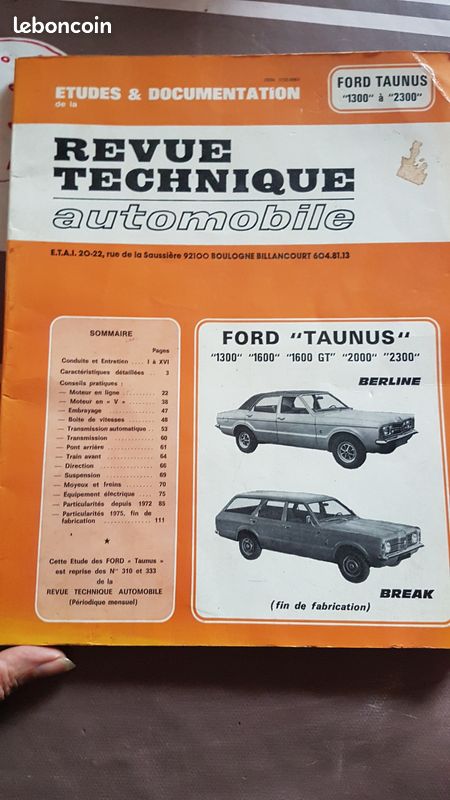 leboncoin
ETUDES & DOCUMENTATION
de la
FORD TAUNUS
"1300" à "2300"
REVUE
TECHNIQUE
automobile
E.T.A.I. 20-22, rue de la Saussière 92100 BOULOGNE BILLANCOURT 604.81.13
SOMMAIRE
Pages
Conduite et Entretien .... I à XVI
Caractéristiques détaillées .. 3
Conseils pratiques :
— Moteur en ligne ......... 22
— Moteur en « V » ......... 38
— Embrayage ............ 47
— Boîte de vitesses ........ 48
— Transmission automatique . 53
— Transmission ........... 60
— Pont arrière ............ 61
— Train avant ............ 64
— Direction .............. 66
— Suspension ............ 69
— Moyeux et freins ........ 70
— Equipement électrique .... 75
— Particularités depuis 1972 85
— Particularités 1975, fin de
fabrication .............. 111
★
Cette Etude des FORD « Taunus »
est reprise des N° 310 et 333
de la
REVUE TECHNIQUE AUTOMOBILE
(Périodique mensuel)
FORD "TAUNUS"
"1300" "1600" "1600 GT" "2000" "2300"
BERLINE
BREAK
(fin de fabrication)